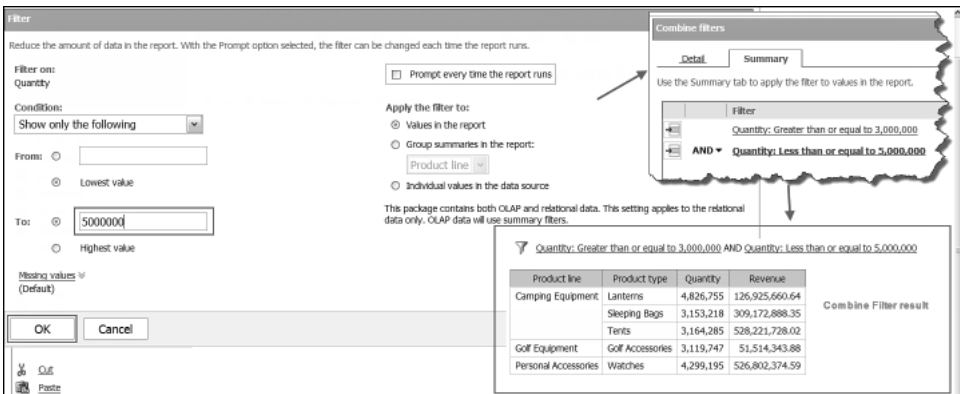 Filter
Reduce the amount of data in the report. With the Prompt option selected, the filter can be changed each time the report runs.
Filter on:
Quantity
Condition:
Show only the following
From:
Lowest value
To:
5000000
Highest value
Missing values
(Default)
Prompt every time the report runs
Apply the filter to:
Values in the report
Group summaries in the report:
Product line
Individual values in the data source
This package contains both OLAP and relational data. This setting applies to the relational
data only. OLAP data will use summary filters.
OK Cancel
Cut
Paste
Combine filters
Detail Summary
Use the Summary tab to apply the filter to values in the report.
Filter
Quantity: Greater than or equal to 3,000,000
AND Quantity: Less than or equal to 5,000,000
Quantity: Greater than or equal to 3,000,000 AND Quantity: Less than or equal to 5,000,000
Product line Product type Quantity Revenue
Camping Equipment Lanterns 4,826,755 126,925,660.64
Sleeping Bags 3,153,218 309,172,888.35
Tents 3,164,285 528,221,728.02
Golf Equipment Golf Accessories 3,119,747 51,514,343.88
Personal Accessories Watches 4,299,195 526,802,374.59
Combine Filter result